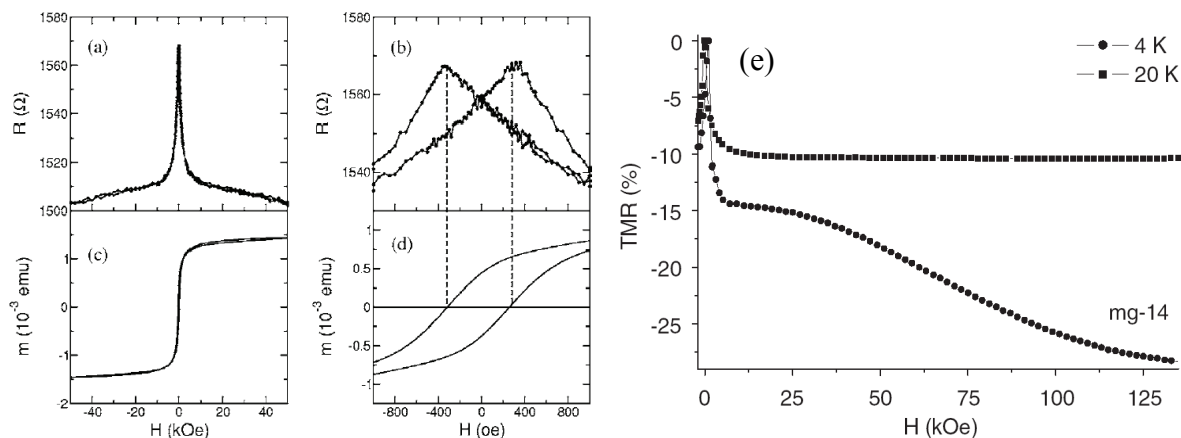 1580
1560
1540
1520
1500
R (Ω)
(a)
1
0
-1
-2
m (10⁻³ emu)
(c)
-40 -20 0 20 40
H (kOe)
1580
1560
1540
R (Ω)
(b)
1
0.5
0
-0.5
-1
m (10⁻³ emu)
(d)
-800 -400 0 400 800
H (oe)
(e)
4 K
20 K
0
-5
-10
-15
-20
-25
TMR (%)
mg-14
0 25 50 75 100 125
H (kOe)